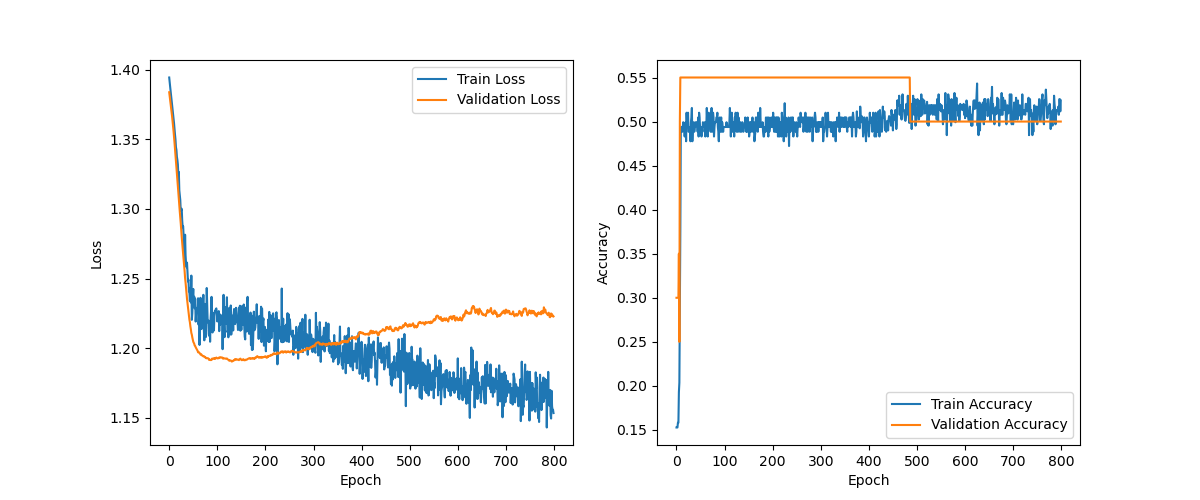 1.40
1.35
1.30
1.25
1.20
1.15
Loss
0 100 200 300 400 500 600 700 800
Epoch
Train Loss
Validation Loss
0.55
0.50
0.45
0.40
0.35
0.30
0.25
0.20
0.15
Accuracy
0 100 200 300 400 500 600 700 800
Epoch
Train Accuracy
Validation Accuracy